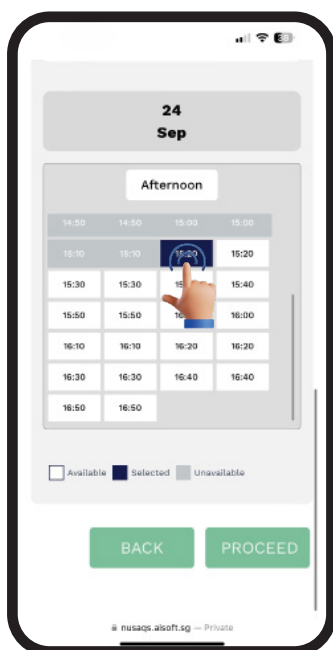 24
Sep
Afternoon
14:50 14:50 15:00 15:00
15:10 15:10 15:20 15:20
15:30 15:30 15:40
15:50 15:50 16:00
16:10 16:10 16:20 16:20
16:30 16:30 16:40 16:40
16:50 16:50
Available Selected Unavailable
BACK PROCEED
nusaqs.aisoft.sg — Private